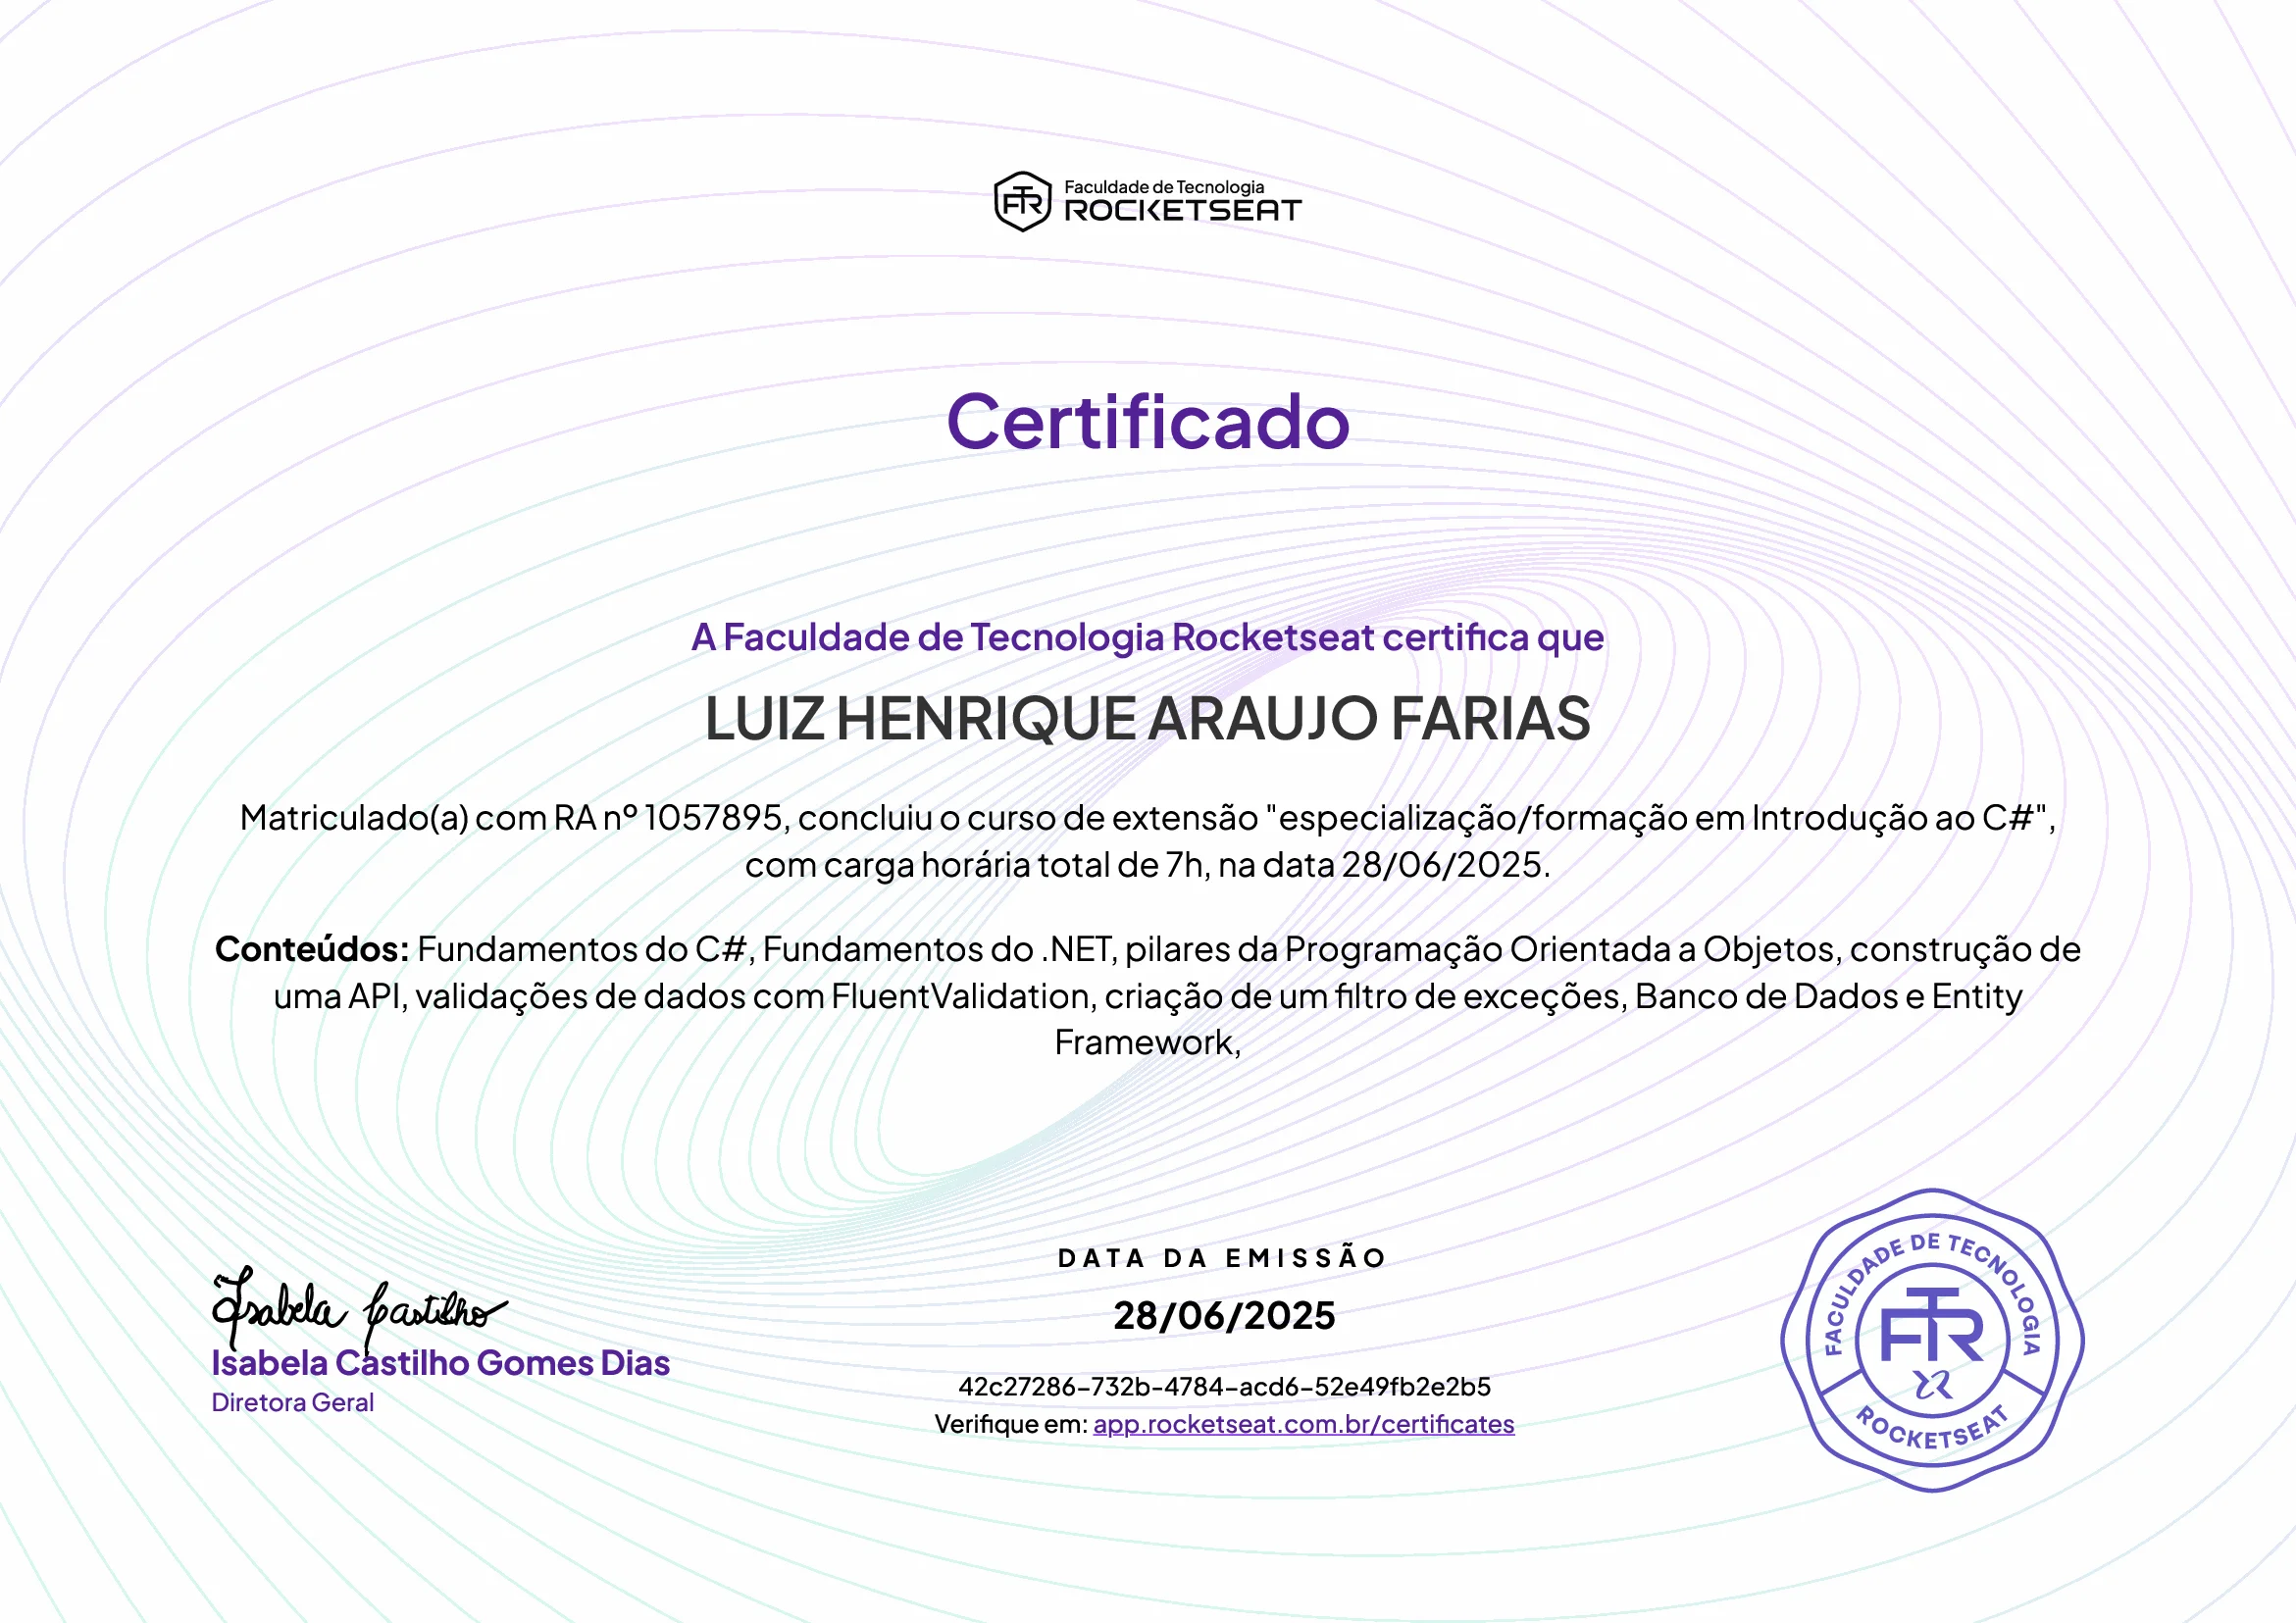 FTR
Faculdade de Tecnologia
ROCKETSEAT
Certificado
A Faculdade de Tecnologia Rocketseat certifica que
LUIZ HENRIQUE ARAUJO FARIAS
Matriculado(a) com RA nº 1057895, concluiu o curso de extensão "especialização/formação em Introdução ao C#",
com carga horária total de 7h, na data 28/06/2025.
Conteúdos: Fundamentos do C#, Fundamentos do .NET, pilares da Programação Orientada a Objetos, construção de
uma API, validações de dados com FluentValidation, criação de um filtro de exceções, Banco de Dados e Entity
Framework,
Isabela Castilho
Isabela Castilho Gomes Dias
Diretora Geral
DATA DA EMISSÃO
28/06/2025
42c27286-732b-4784-acd6-52e49fb2e2b5
Verifique em: app.rocketseat.com.br/certificates
FACULDADE DE TECNOLOGIA
FTR
ROCKETSEAT